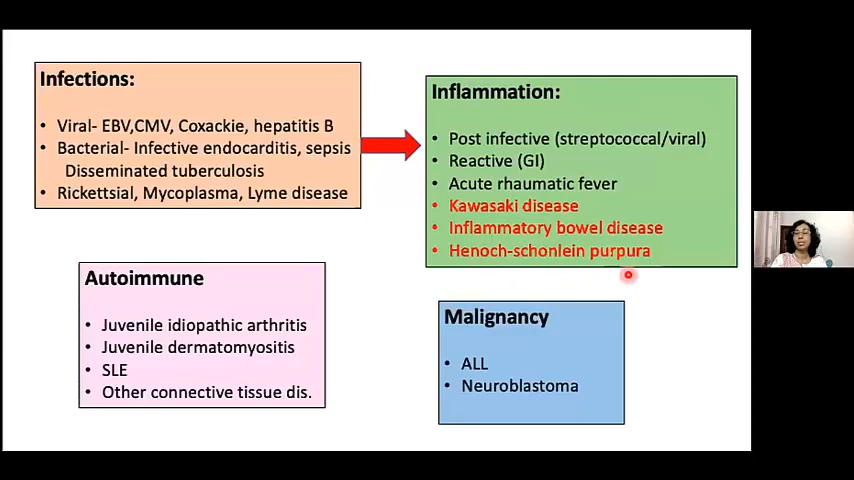 Infections:
• Viral- EBV,CMV, Coxackie, hepatitis B
• Bacterial- Infective endocarditis, sepsis
Disseminated tuberculosis
• Rickettsial, Mycoplasma, Lyme disease
Inflammation:
• Post infective (streptococcal/viral)
• Reactive (GI)
• Acute rhaumatic fever
• Kawasaki disease
• Inflammatory bowel disease
• Henoch-schonlein purpura
Autoimmune
• Juvenile idiopathic arthritis
• Juvenile dermatomyositis
• SLE
• Other connective tissue dis.
Malignancy
• ALL
• Neuroblastoma